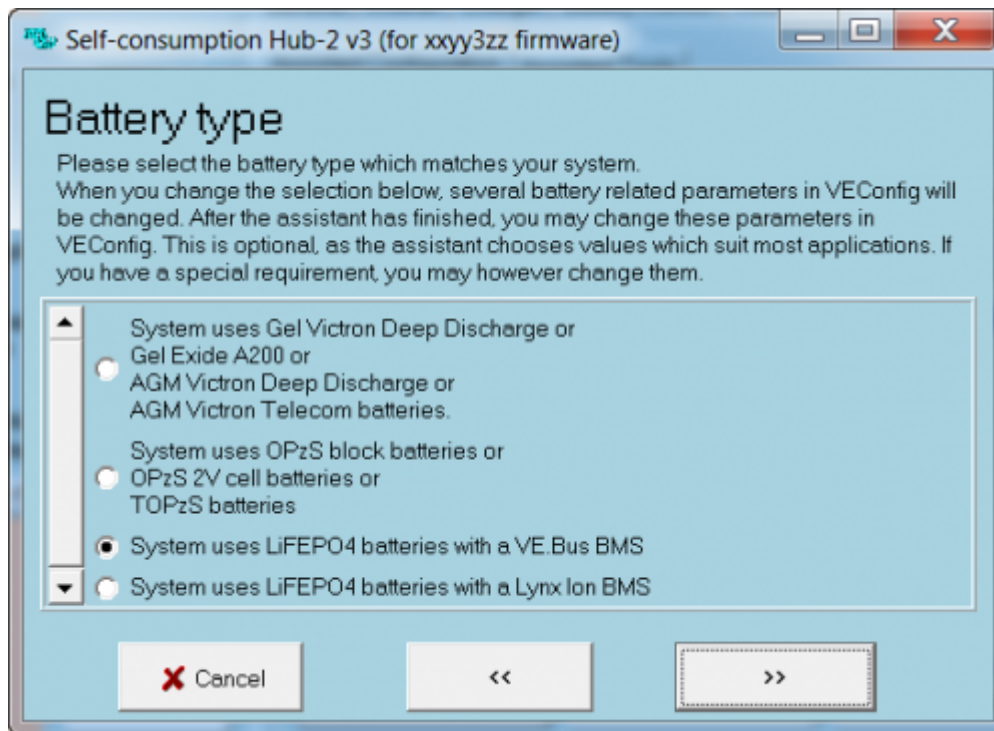 Self-consumption Hub-2 v3 (for xxyy3zz firmware)
Battery type
Please select the battery type which matches your system.
When you change the selection below, several battery related parameters in VEConfig will
be changed. After the assistant has finished, you may change these parameters in
VEConfig. This is optional, as the assistant chooses values which suit most applications. If
you have a special requirement, you may however change them.
System uses Gel Victron Deep Discharge or
Gel Exide A200 or
AGM Victron Deep Discharge or
AGM Victron Telecom batteries.
System uses OPzS block batteries or
OPzS 2V cell batteries or
TOPzS batteries
System uses LiFEPO4 batteries with a VE.Bus BMS
System uses LiFEPO4 batteries with a Lynx Ion BMS
Cancel
<<
>>